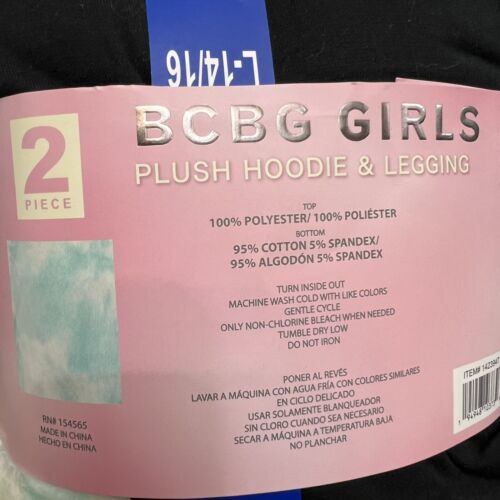 L-14/16
BCBG GIRLS
PLUSH HOODIE & LEGGING
2
PIECE
TOP
100% POLYESTER/ 100% POLIÉSTER
BOTTOM
95% COTTON 5% SPANDEX/
95% ALGODÓN 5% SPANDEX
TURN INSIDE OUT
MACHINE WASH COLD WITH LIKE COLORS
GENTLE CYCLE
ONLY NON-CHLORINE BLEACH WHEN NEEDED
TUMBLE DRY LOW
DO NOT IRON
PONER AL REVÉS
LAVAR A MÁQUINA CON AGUA FRÍA CON COLORES SIMILARES
EN CICLO DELICADO
USAR SOLAMENTE BLANQUEADOR
SIN CLORO CUANDO SEA NECESARIO
SECAR A MÁQUINA A TEMPERATURA BAJA
NO PLANCHAR
RN# 154565
MADE IN CHINA
HECHO EN CHINA
ITEM#